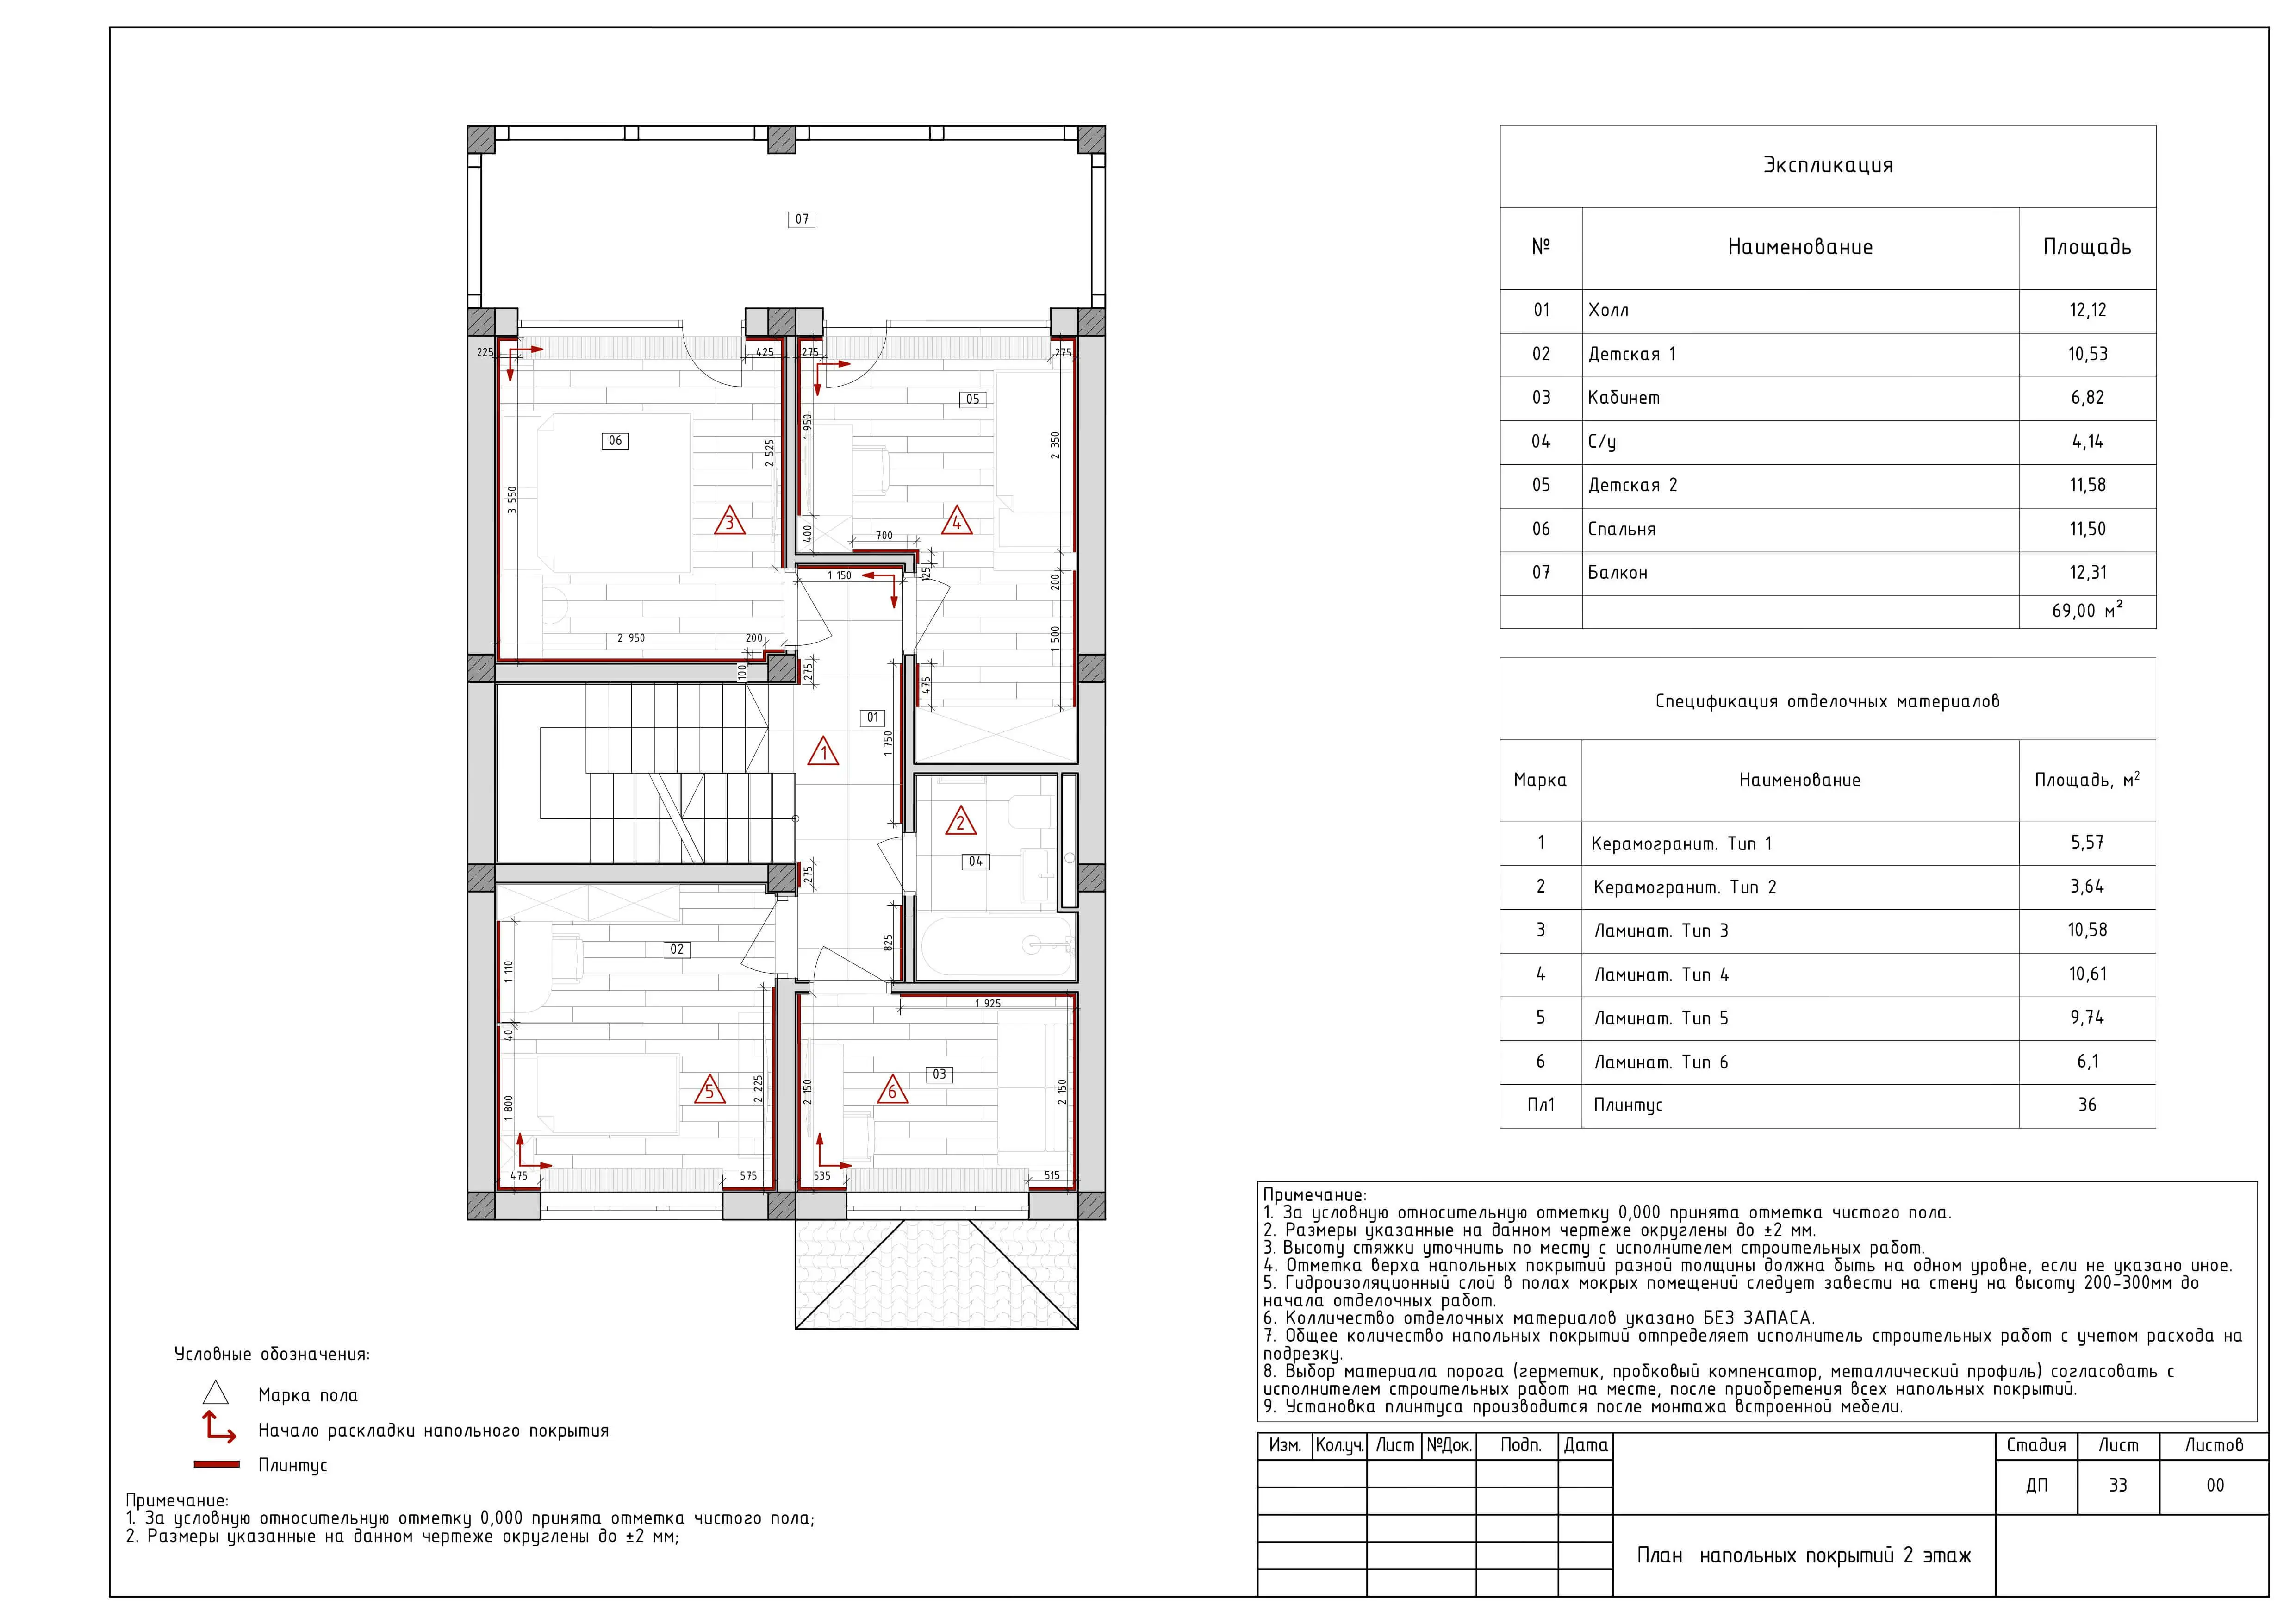 07
225
425
275
275
05
06
1 950
2 525
2 350
3 550
3
4
400
700
125
1 150
200
2 950
200
1 500
100
275
475
01
1 750
1
2
04
275
825
02
1 110
1 925
40
03
5
2 225
6
2 150
2 150
1 800
475
575
535
515
Экспликация
№ Наименование Площадь
01 Холл 12,12
02 Детская 1 10,53
03 Кабинет 6,82
04 С/у 4,14
05 Детская 2 11,58
06 Спальня 11,50
07 Балкон 12,31
69,00 м²
Спецификация отделочных материалов
Марка Наименование Площадь, м²
1 Керамогранит. Тип 1 5,57
2 Керамогранит. Тип 2 3,64
3 Ламинат. Тип 3 10,58
4 Ламинат. Тип 4 10,61
5 Ламинат. Тип 5 9,74
6 Ламинат. Тип 6 6,1
Пл1 Плинтус 36
Примечание:
1. За условную относительную отметку 0,000 принята отметка чистого пола.
2. Размеры указанные на данном чертеже округлены до ±2 мм.
3. Высоту стяжки уточнить по месту с исполнителем строительных работ.
4. Отметка верха напольных покрытий разной толщины должна быть на одном уровне, если не указано иное.
5. Гидроизоляционный слой в полах мокрых помещений следует завести на стену на высоту 200-300мм до
начала отделочных работ.
6. Колличество отделочных материалов указано БЕЗ ЗАПАСА.
7. Общее количество напольных покрытий отпределяет исполнитель строительных работ с учетом расхода на
подрезку.
8. Выбор материала порога (герметик, пробковый компенсатор, металлический профиль) согласовать с
исполнителем строительных работ на месте, после приобретения всех напольных покрытий.
9. Установка плинтуса производится после монтажа встроенной мебели.
Условные обозначения:
Марка пола
Начало раскладки напольного покрытия
Плинтус
Примечание:
1. За условную относительную отметку 0,000 принята отметка чистого пола;
2. Размеры указанные на данном чертеже округлены до ±2 мм;
Изм. Кол.уч. Лист №Док. Подп. Дата
Стадия Лист Листов
ДП 33 00
План напольных покрытий 2 этаж